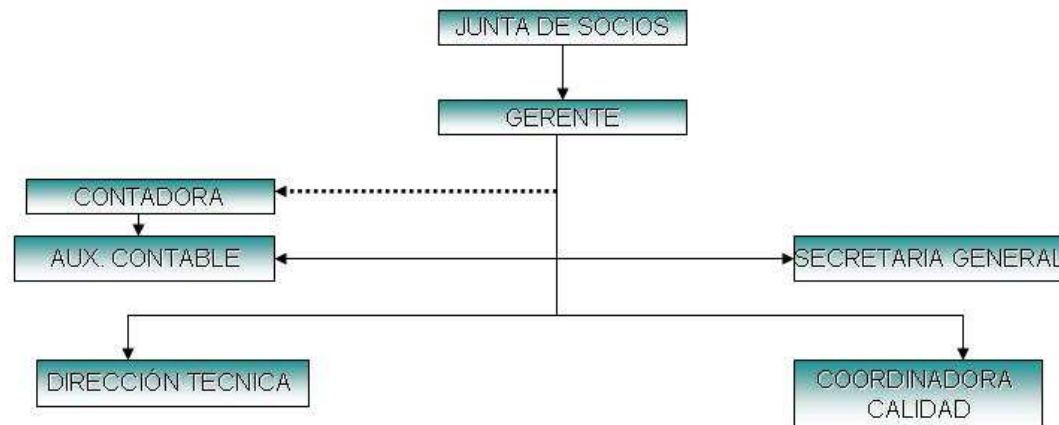 JUNTA DE SOCIOS
GERENTE
CONTADORA
AUX. CONTABLE
SECRETARIA GENERAL
DIRECCIÓN TECNICA
COORDINADORA
CALIDAD